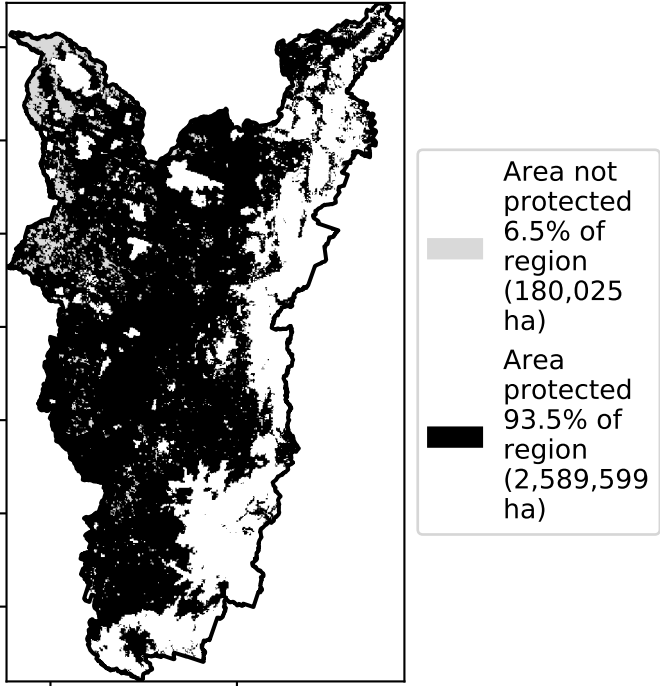 Area not
protected
6.5% of
region
(180,025
ha)
Area
protected
93.5% of
region
(2,589,599
ha)